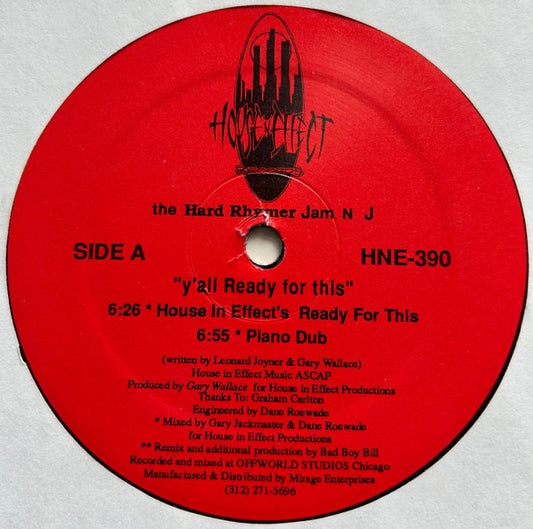 HOUSE N EFFECT
RECORDS
the Hard Rhymer Jam N J
SIDE A
HNE-390
"y'all Ready for this"
6:26 * House In Effect's Ready For This
6:55 * Piano Dub
(written by Leonard Joyner & Gary Wallace)
House in Effect Music ASCAP
Produced by Gary Wallace for House in Effect Productions
Thanks To: Graham Carlton
Engineered by Dane Roewade
* Mixed by Gary Jackmaster & Dane Roewade
for House in Effect Productions
** Remix and additional production by Bad Boy Bill
Recorded and mixed at OFFWORLD STUDIOS Chicago
Manufactured & Distributed by Mirage Enterprises
(312) 271-5696